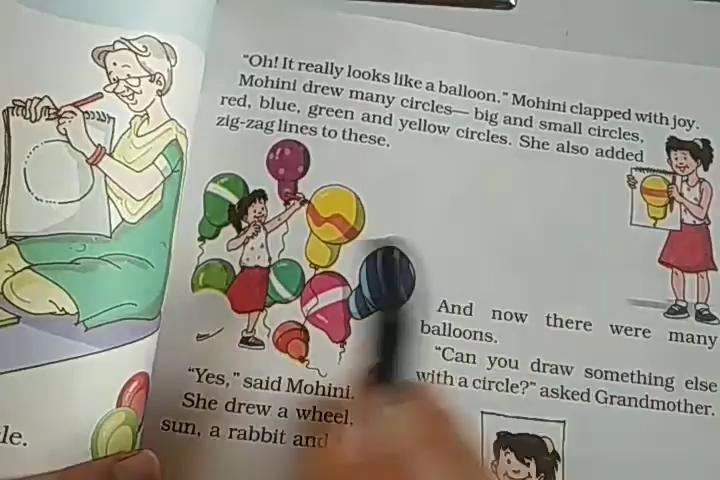 "Oh! It really looks like a balloon." Mohini clapped with joy.
Mohini drew many circles— big and small circles,
red, blue, green and yellow circles. She also added
zig-zag lines to these.
And now there were many
balloons.
"Can you draw something else
with a circle?" asked Grandmother.
"Yes," said Mohini.
She drew a wheel,
sun, a rabbit and
le.